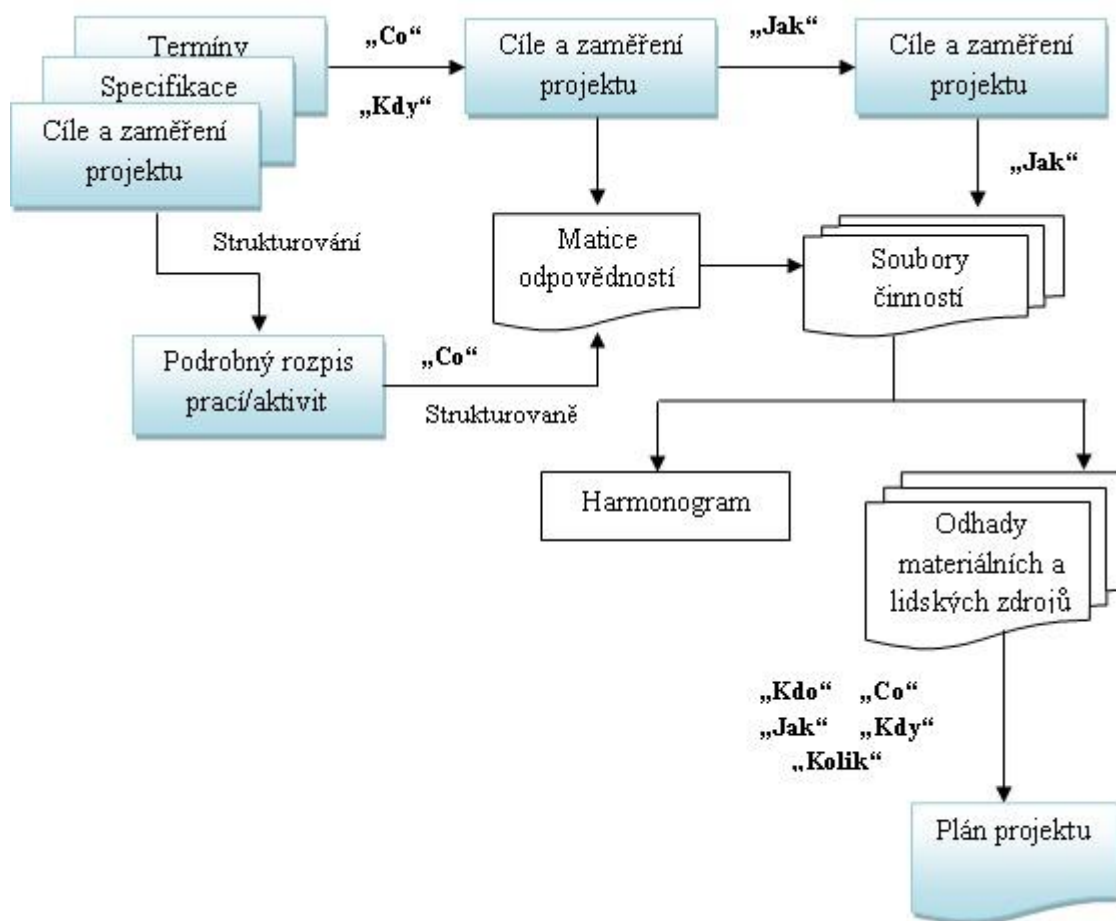 Termíny
Specifikace
Cíle a zaměření
projektu
„Co“
„Kdy“
Cíle a zaměření
projektu
„Jak“
Cíle a zaměření
projektu
„Jak“
Strukturování
Matice
odpovědností
Soubory
činností
Podrobný rozpis
prací/aktivit
„Co“
Strukturovaně
Harmonogram
Odhady
materiálních a
lidských zdrojů
„Kdo“ „Co“
„Jak“ „Kdy“
„Kolik“
Plán projektu